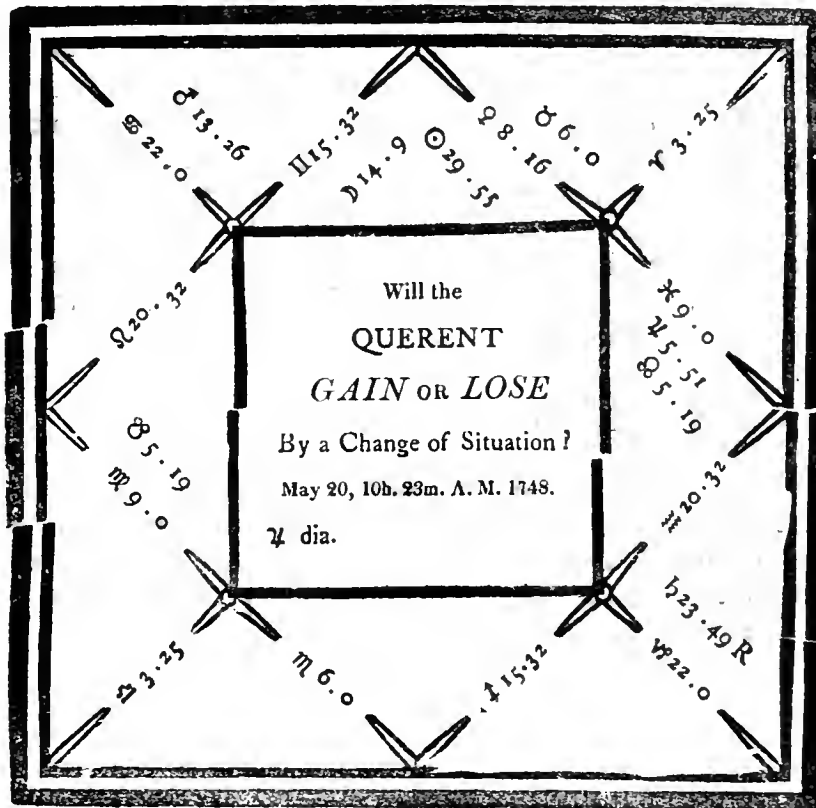 ♂ 13.26
♋ 22.0
♊ 15.32
☽ 14.9
☉ 29.55
♀ 8.16
♉ 6.0
♈ 3.25
♌ 20.32
Will the
QUERENT
GAIN OR LOSE
By a Change of Situation?
May 20, 10h. 23m. A. M. 1748.
♃ dia.
♓ 9.0
♃ 5.51
☊ 5.19
☋ 5.19
♍ 9.0
♒ 20.32
♄ 23.49 R
♑ 22.0
♎ 3.25
♏ 6.0
♐ 15.32